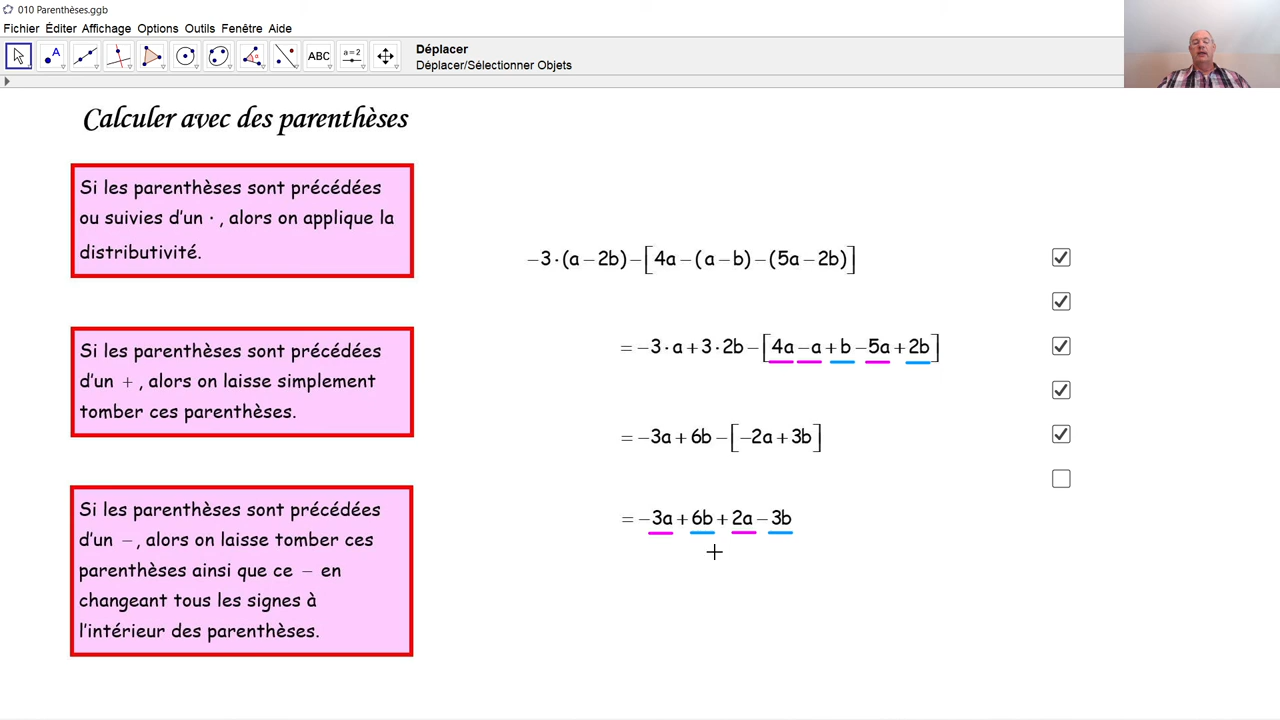 010 Parenthèses.ggb
Fichier Éditer Affichage Options Outils Fenêtre Aide
A
ABC
a=2
Déplacer
Déplacer/Sélectionner Objets
Calculer avec des parenthèses
Si les parenthèses sont précédées
ou suivies d'un · , alors on applique la
distributivité.
Si les parenthèses sont précédées
d'un + , alors on laisse simplement
tomber ces parenthèses.
Si les parenthèses sont précédées
d'un −, alors on laisse tomber ces
parenthèses ainsi que ce − en
changeant tous les signes à
l'intérieur des parenthèses.
−3·(a−2b)−[4a−(a−b)−(5a−2b)]
=−3·a+3·2b−[4a−a+b−5a+2b]
=−3a+6b−[−2a+3b]
=−3a+6b+2a−3b